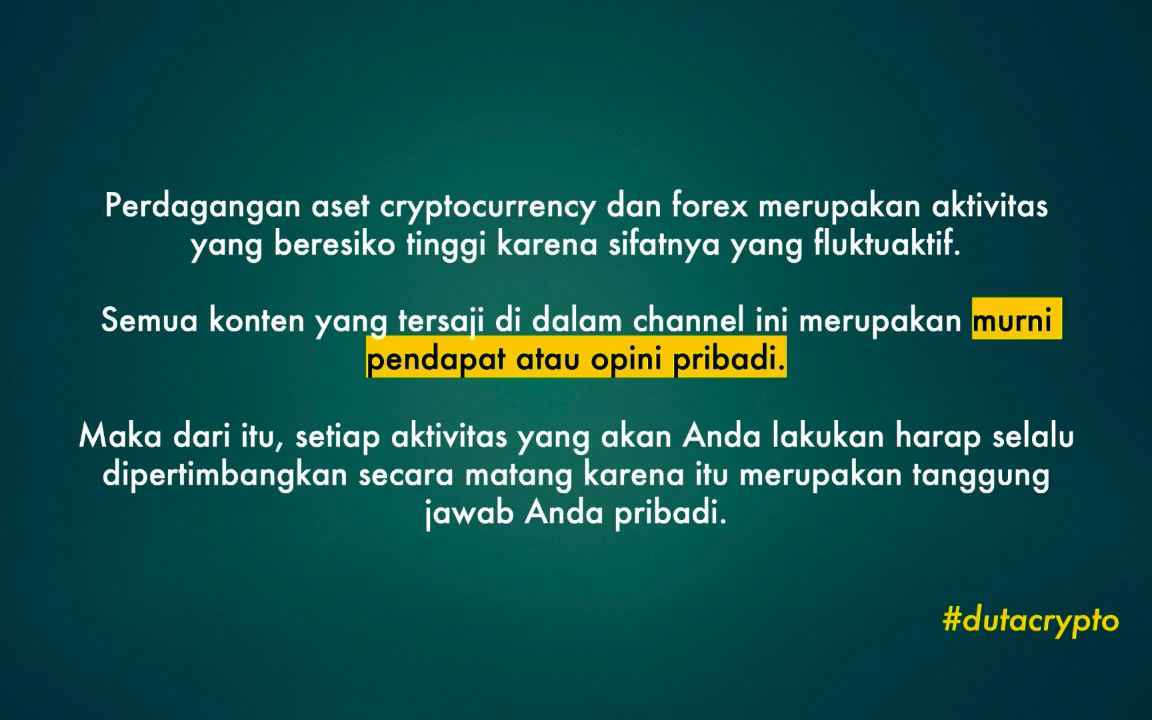 Perdagangan aset cryptocurrency dan forex merupakan aktivitas
yang beresiko tinggi karena sifatnya yang fluktuaktif.
Semua konten yang tersaji di dalam channel ini merupakan murni
pendapat atau opini pribadi.
Maka dari itu, setiap aktivitas yang akan Anda lakukan harap selalu
dipertimbangkan secara matang karena itu merupakan tanggung
jawab Anda pribadi.
#dutacrypto